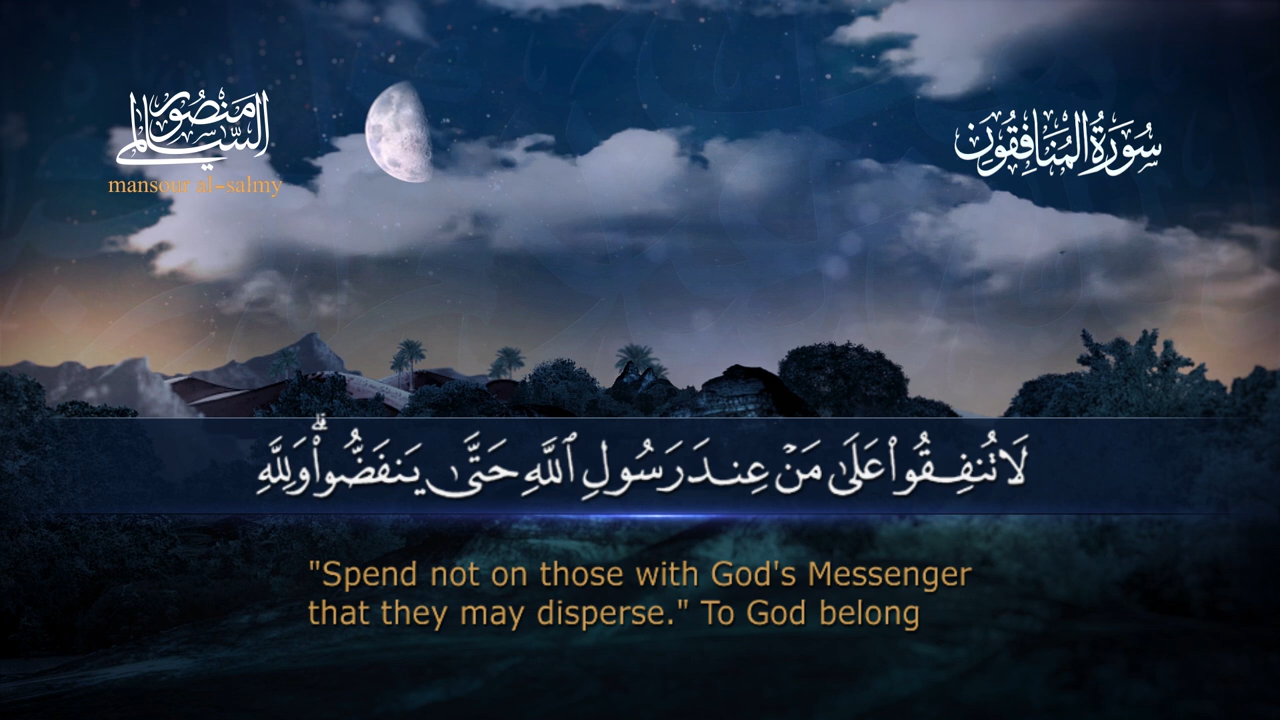 منصور السالمي
mansour al-salmy
سُورَةُ المُنَافِقُون
لَا تُنفِقُوا۟ عَلَىٰ مَنْ عِندَ رَسُولِ ٱللَّهِ حَتَّىٰ يَنفَضُّوا۟ ۗ وَلِلَّهِ
"Spend not on those with God's Messenger
that they may disperse." To God belong